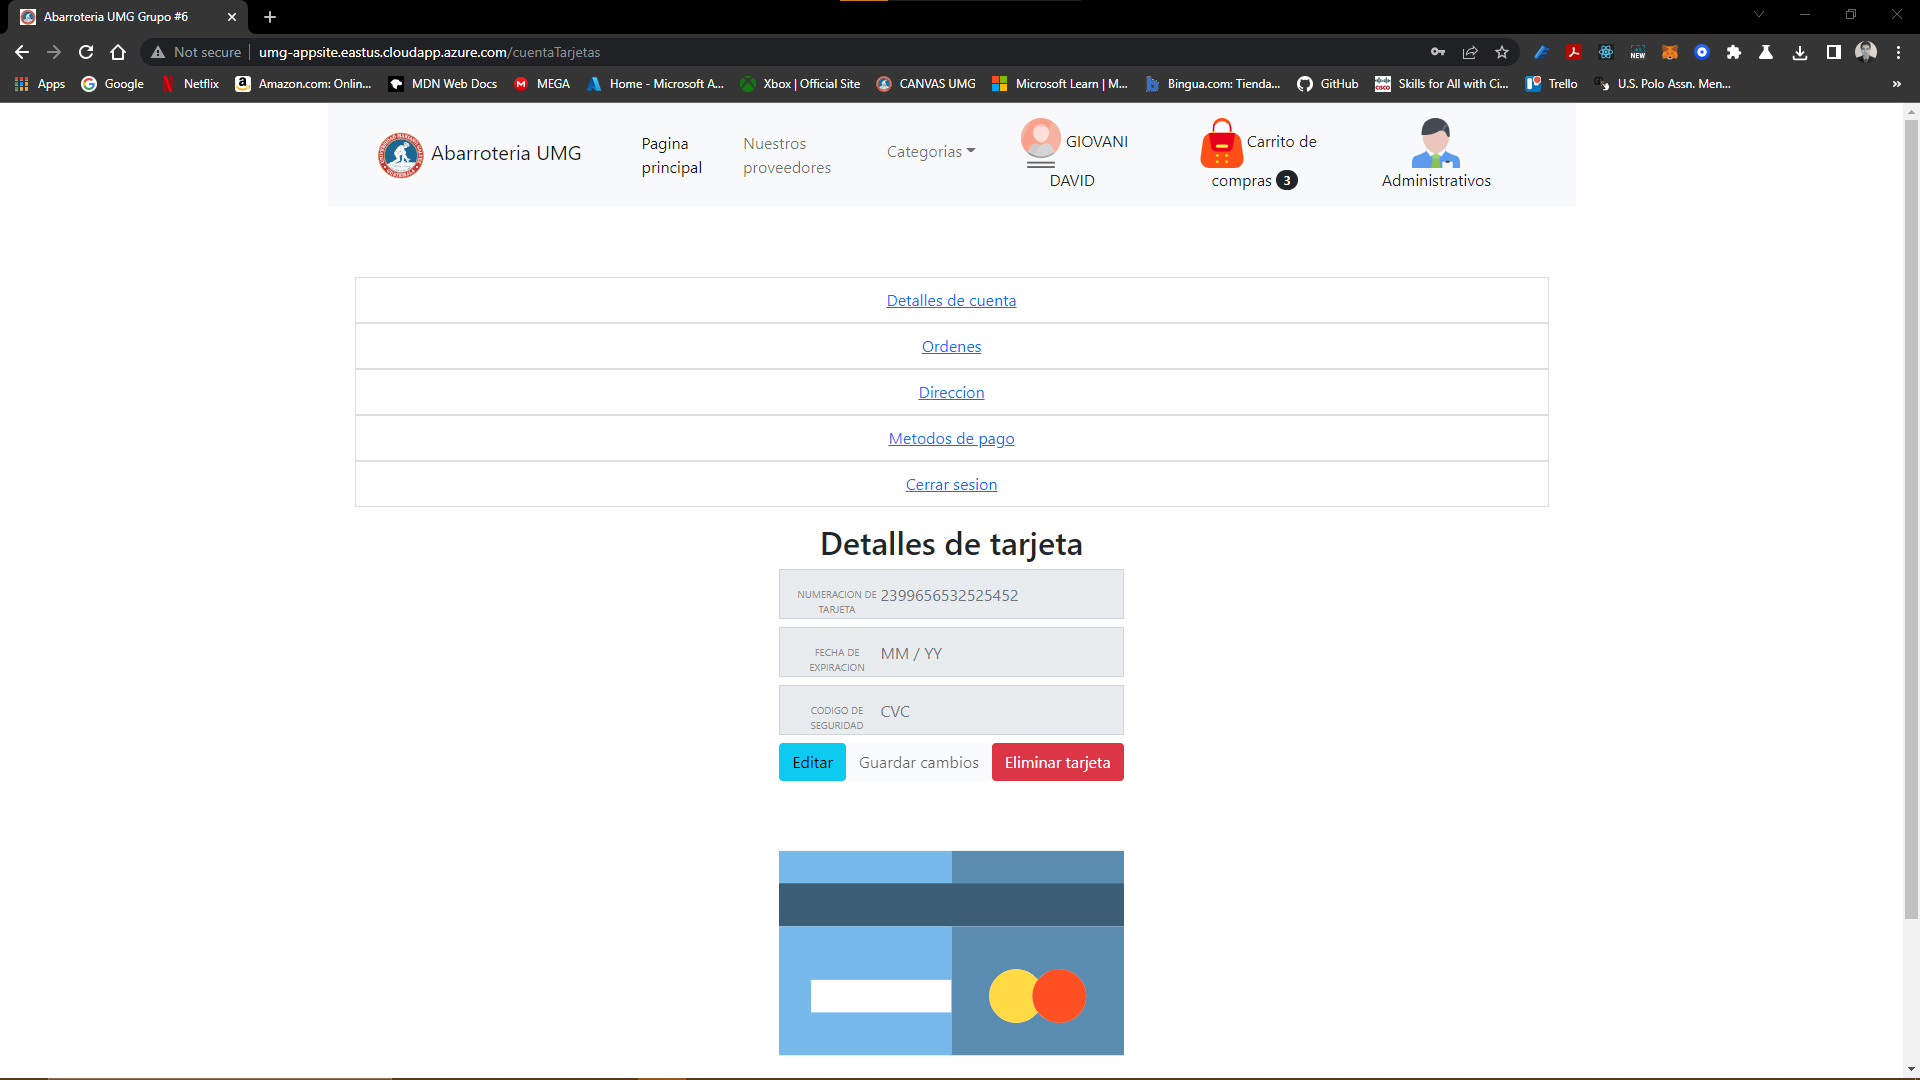 Abarroteria UMG Grupo #6
Not secure
umg-appsite.eastus.cloudapp.azure.com/cuentaTarjetas
Apps
Google
Netflix
Amazon.com: Onlin...
MDN Web Docs
MEGA
Home - Microsoft A...
Xbox | Official Site
CANVAS UMG
Microsoft Learn | M...
Bingua.com: Tienda...
GitHub
Skills for All with Ci...
Trello
U.S. Polo Assn. Men...
»
Abarroteria UMG
Pagina
principal
Nuestros
proveedores
Categorias
GIOVANI
DAVID
Carrito de
compras 3
Administrativos
Detalles de cuenta
Ordenes
Direccion
Metodos de pago
Cerrar sesion
Detalles de tarjeta
NUMERACION DE
TARJETA
2399656532525452
FECHA DE
EXPIRACION
MM / YY
CODIGO DE
SEGURIDAD
CVC
Editar
Guardar cambios
Eliminar tarjeta